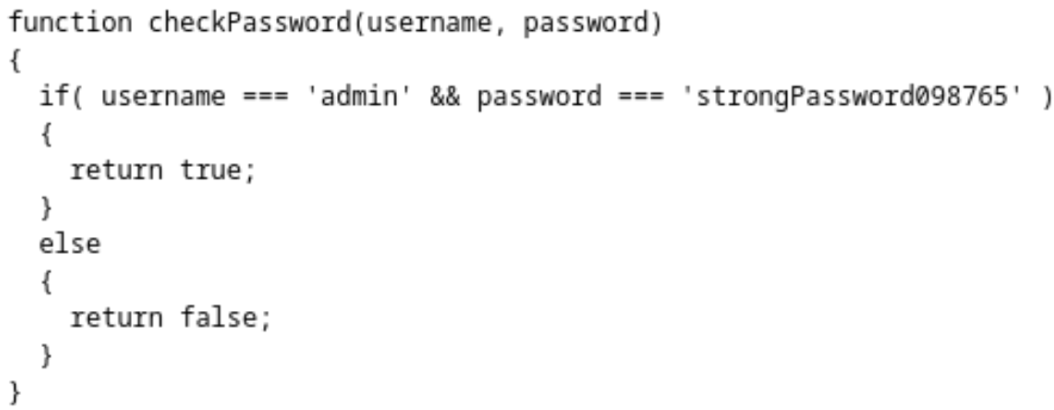 function checkPassword(username, password)
{
  if( username === 'admin' && password === 'strongPassword098765' )
  {
    return true;
  }
  else
  {
    return false;
  }
}